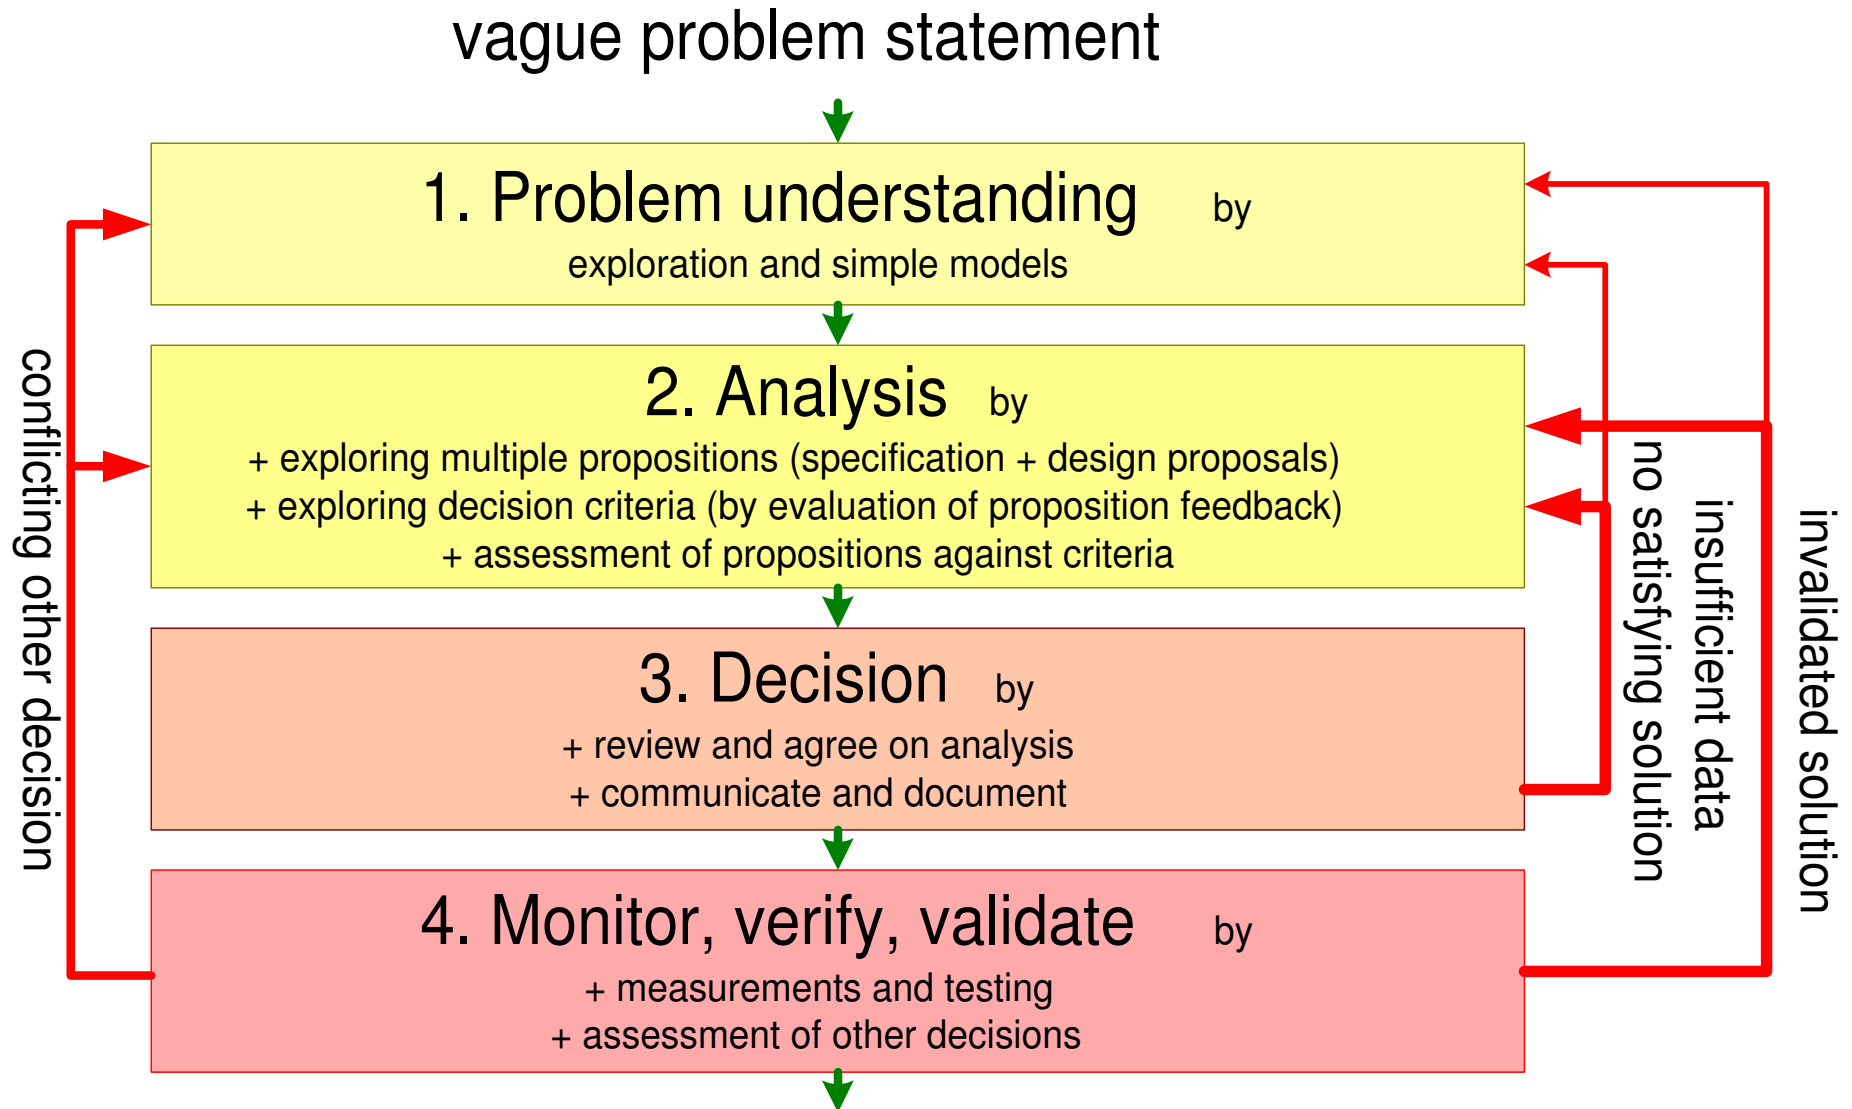 vague problem statement
1. Problem understanding by
exploration and simple models
2. Analysis by
+ exploring multiple propositions (specification + design proposals)
+ exploring decision criteria (by evaluation of proposition feedback)
+ assessment of propositions against criteria
3. Decision by
+ review and agree on analysis
+ communicate and document
4. Monitor, verify, validate by
+ measurements and testing
+ assessment of other decisions
conflicting other decision
insufficient data
no satisfying solution
invalidated solution